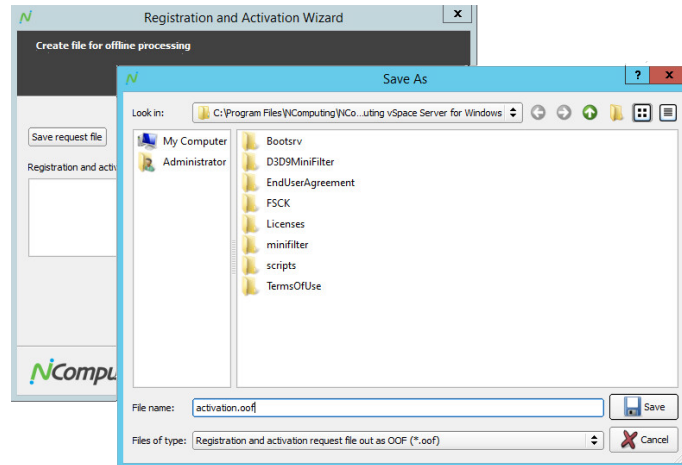 Registration and Activation Wizard
x
Create file for offline processing
Save As
? x
Look in: C:\Program Files\NComputing\NCo...uting vSpace Server for Windows
Save request file
Registration and activ
My Computer
Administrator
Bootsrv
D3D9MiniFilter
EndUserAgreement
FSCK
Licenses
minifilter
scripts
TermsOfUse
NCompu
File name: activation.oof Save
Files of type: Registration and activation request file out as OOF (*.oof) Cancel